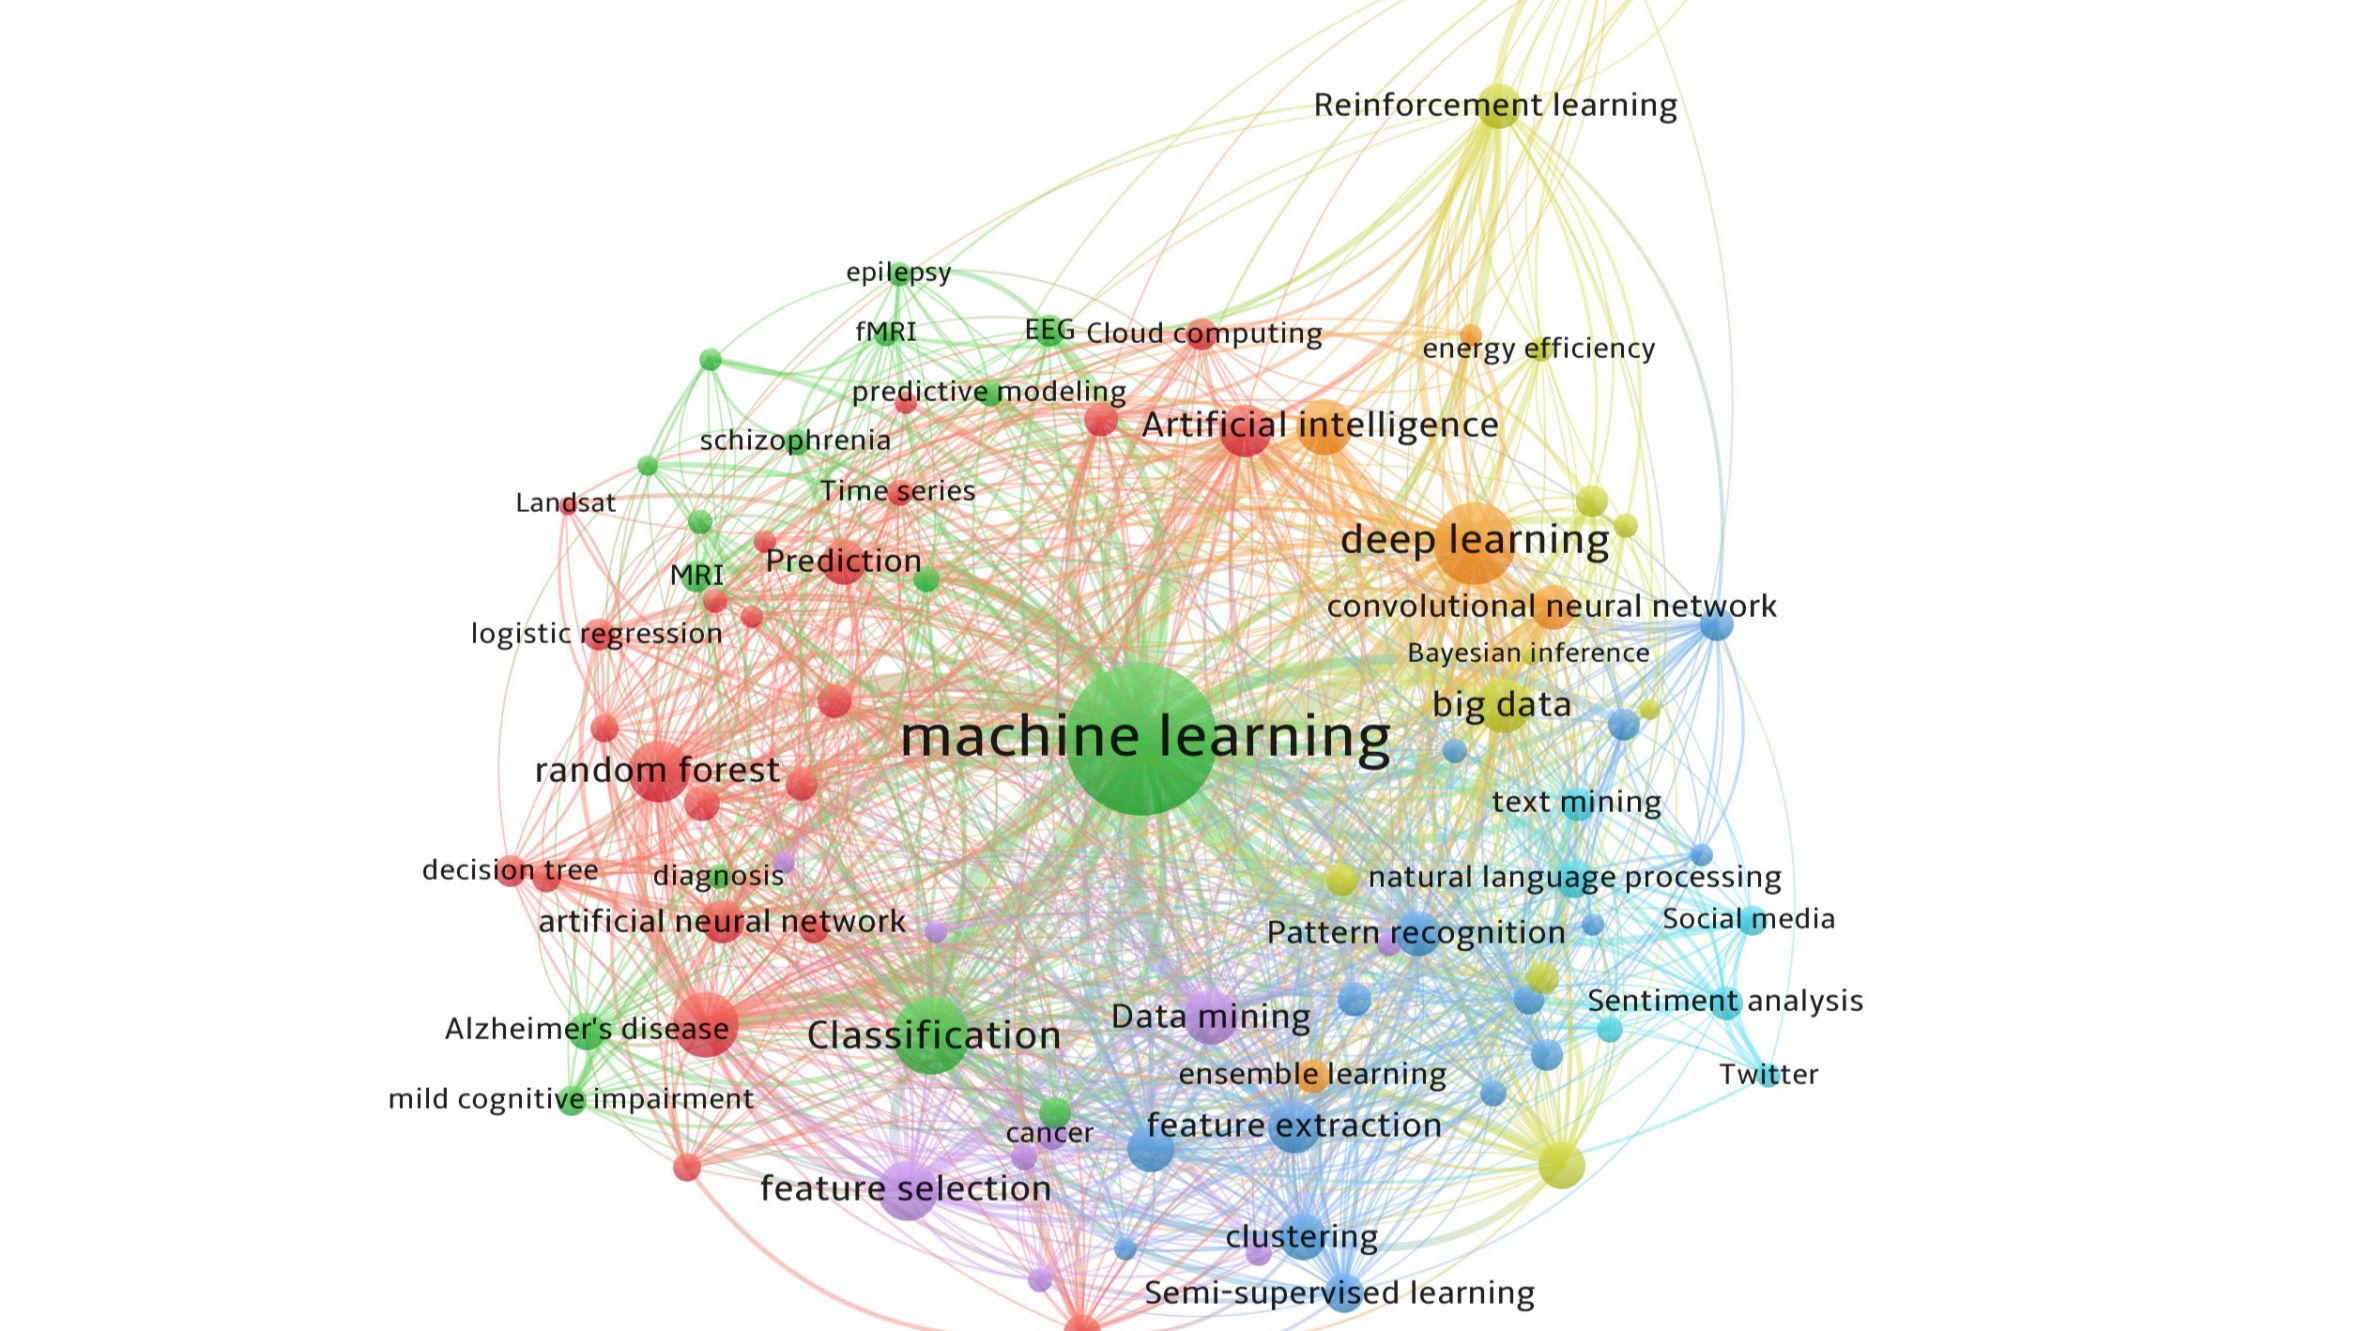 Reinforcement learning
epilepsy
fMRI
EEG
Cloud computing
energy efficiency
predictive modeling
Artificial intelligence
schizophrenia
Time series
Landsat
deep learning
Prediction
MRI
convolutional neural network
logistic regression
Bayesian inference
big data
machine learning
random forest
text mining
decision tree
diagnosis
natural language processing
artificial neural network
Social media
Pattern recognition
Sentiment analysis
Data mining
Alzheimer's disease
Classification
ensemble learning
Twitter
mild cognitive impairment
feature extraction
cancer
feature selection
clustering
Semi-supervised learning